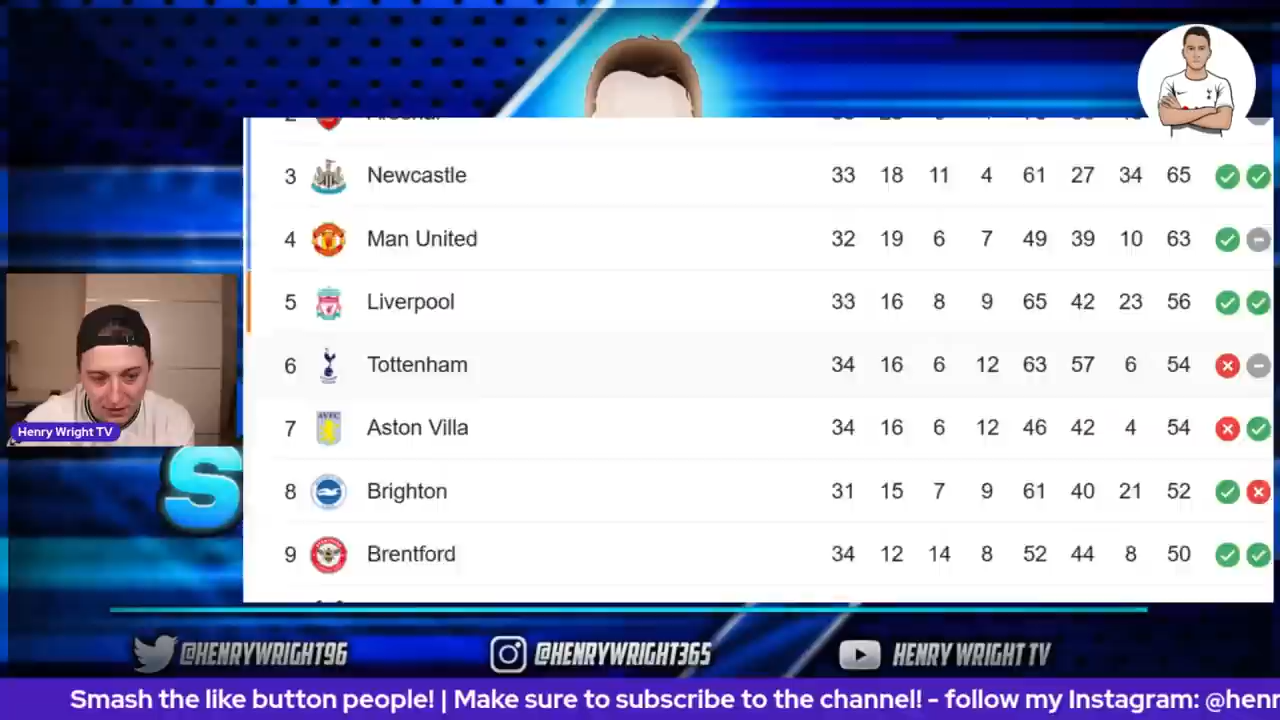 3 Newcastle 33 18 11 4 61 27 34 65
4 Man United 32 19 6 7 49 39 10 63
5 Liverpool 33 16 8 9 65 42 23 56
6 Tottenham 34 16 6 12 63 57 6 54
7 Aston Villa 34 16 6 12 46 42 4 54
8 Brighton 31 15 7 9 61 40 21 52
9 Brentford 34 12 14 8 52 44 8 50
Henry Wright TV
S
@HENRYWRIGHT96 @HENRYWRIGHT365 HENRY WRIGHT TV
Smash the like button people! | Make sure to subscribe to the channel! - follow my Instagram: @henr